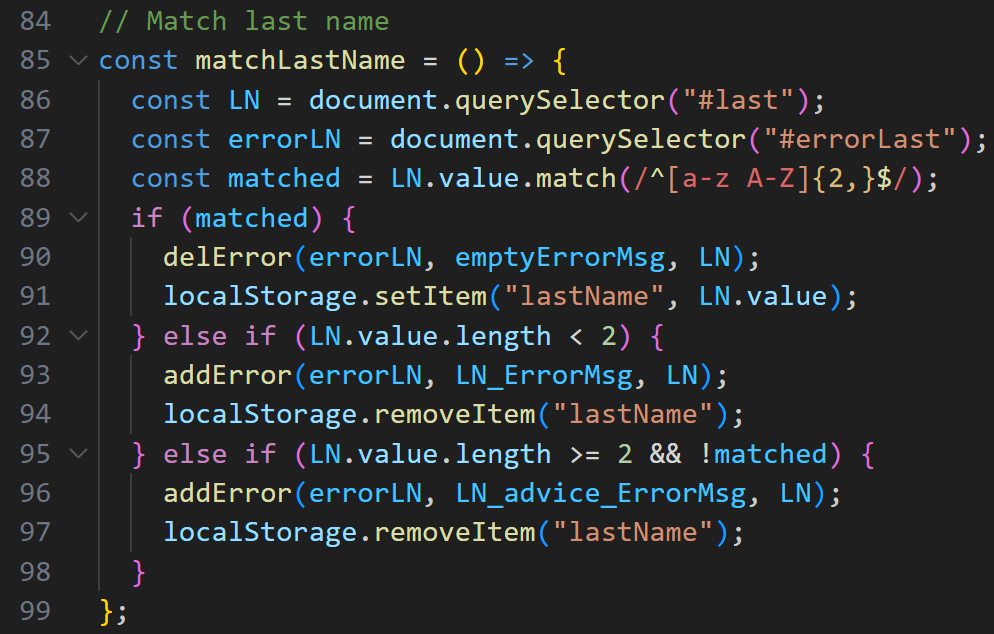 84 // Match last name
85 const matchLastName = () => {
86 const LN = document.querySelector("#last");
87 const errorLN = document.querySelector("#errorLast");
88 const matched = LN.value.match(/^[a-z A-Z]{2,}$/);
89 if (matched) {
90 delError(errorLN, emptyErrorMsg, LN);
91 localStorage.setItem("lastName", LN.value);
92 } else if (LN.value.length < 2) {
93 addError(errorLN, LN_ErrorMsg, LN);
94 localStorage.removeItem("lastName");
95 } else if (LN.value.length >= 2 && !matched) {
96 addError(errorLN, LN_advice_ErrorMsg, LN);
97 localStorage.removeItem("lastName");
98 }
99 };